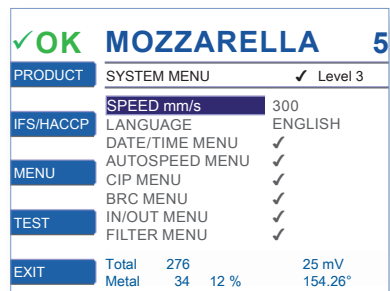 ✓OK MOZZARELLA 5
PRODUCT SYSTEM MENU ✓ Level 3
SPEED mm/s 300
IFS/HACCP LANGUAGE ENGLISH
DATE/TIME MENU ✓
AUTOSPEED MENU ✓
MENU CIP MENU ✓
BRC MENU ✓
TEST IN/OUT MENU ✓
FILTER MENU ✓
EXIT Total 276 25 mV
Metal 34 12 % 154.26°